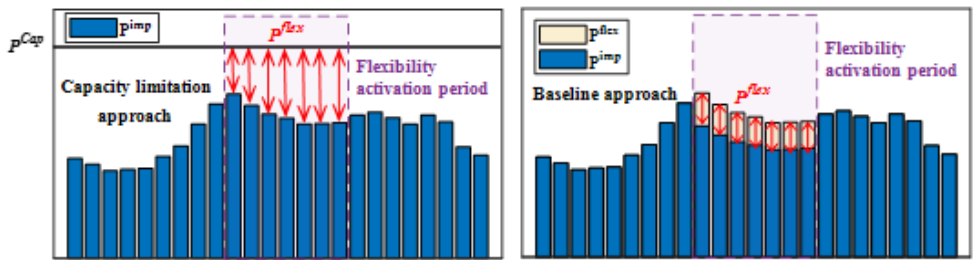 P^Cap
P^imp
P^flex
Capacity limitation
approach
Flexibility
activation period
P^flex
P^imp
Baseline approach
P^flex
Flexibility
activation period